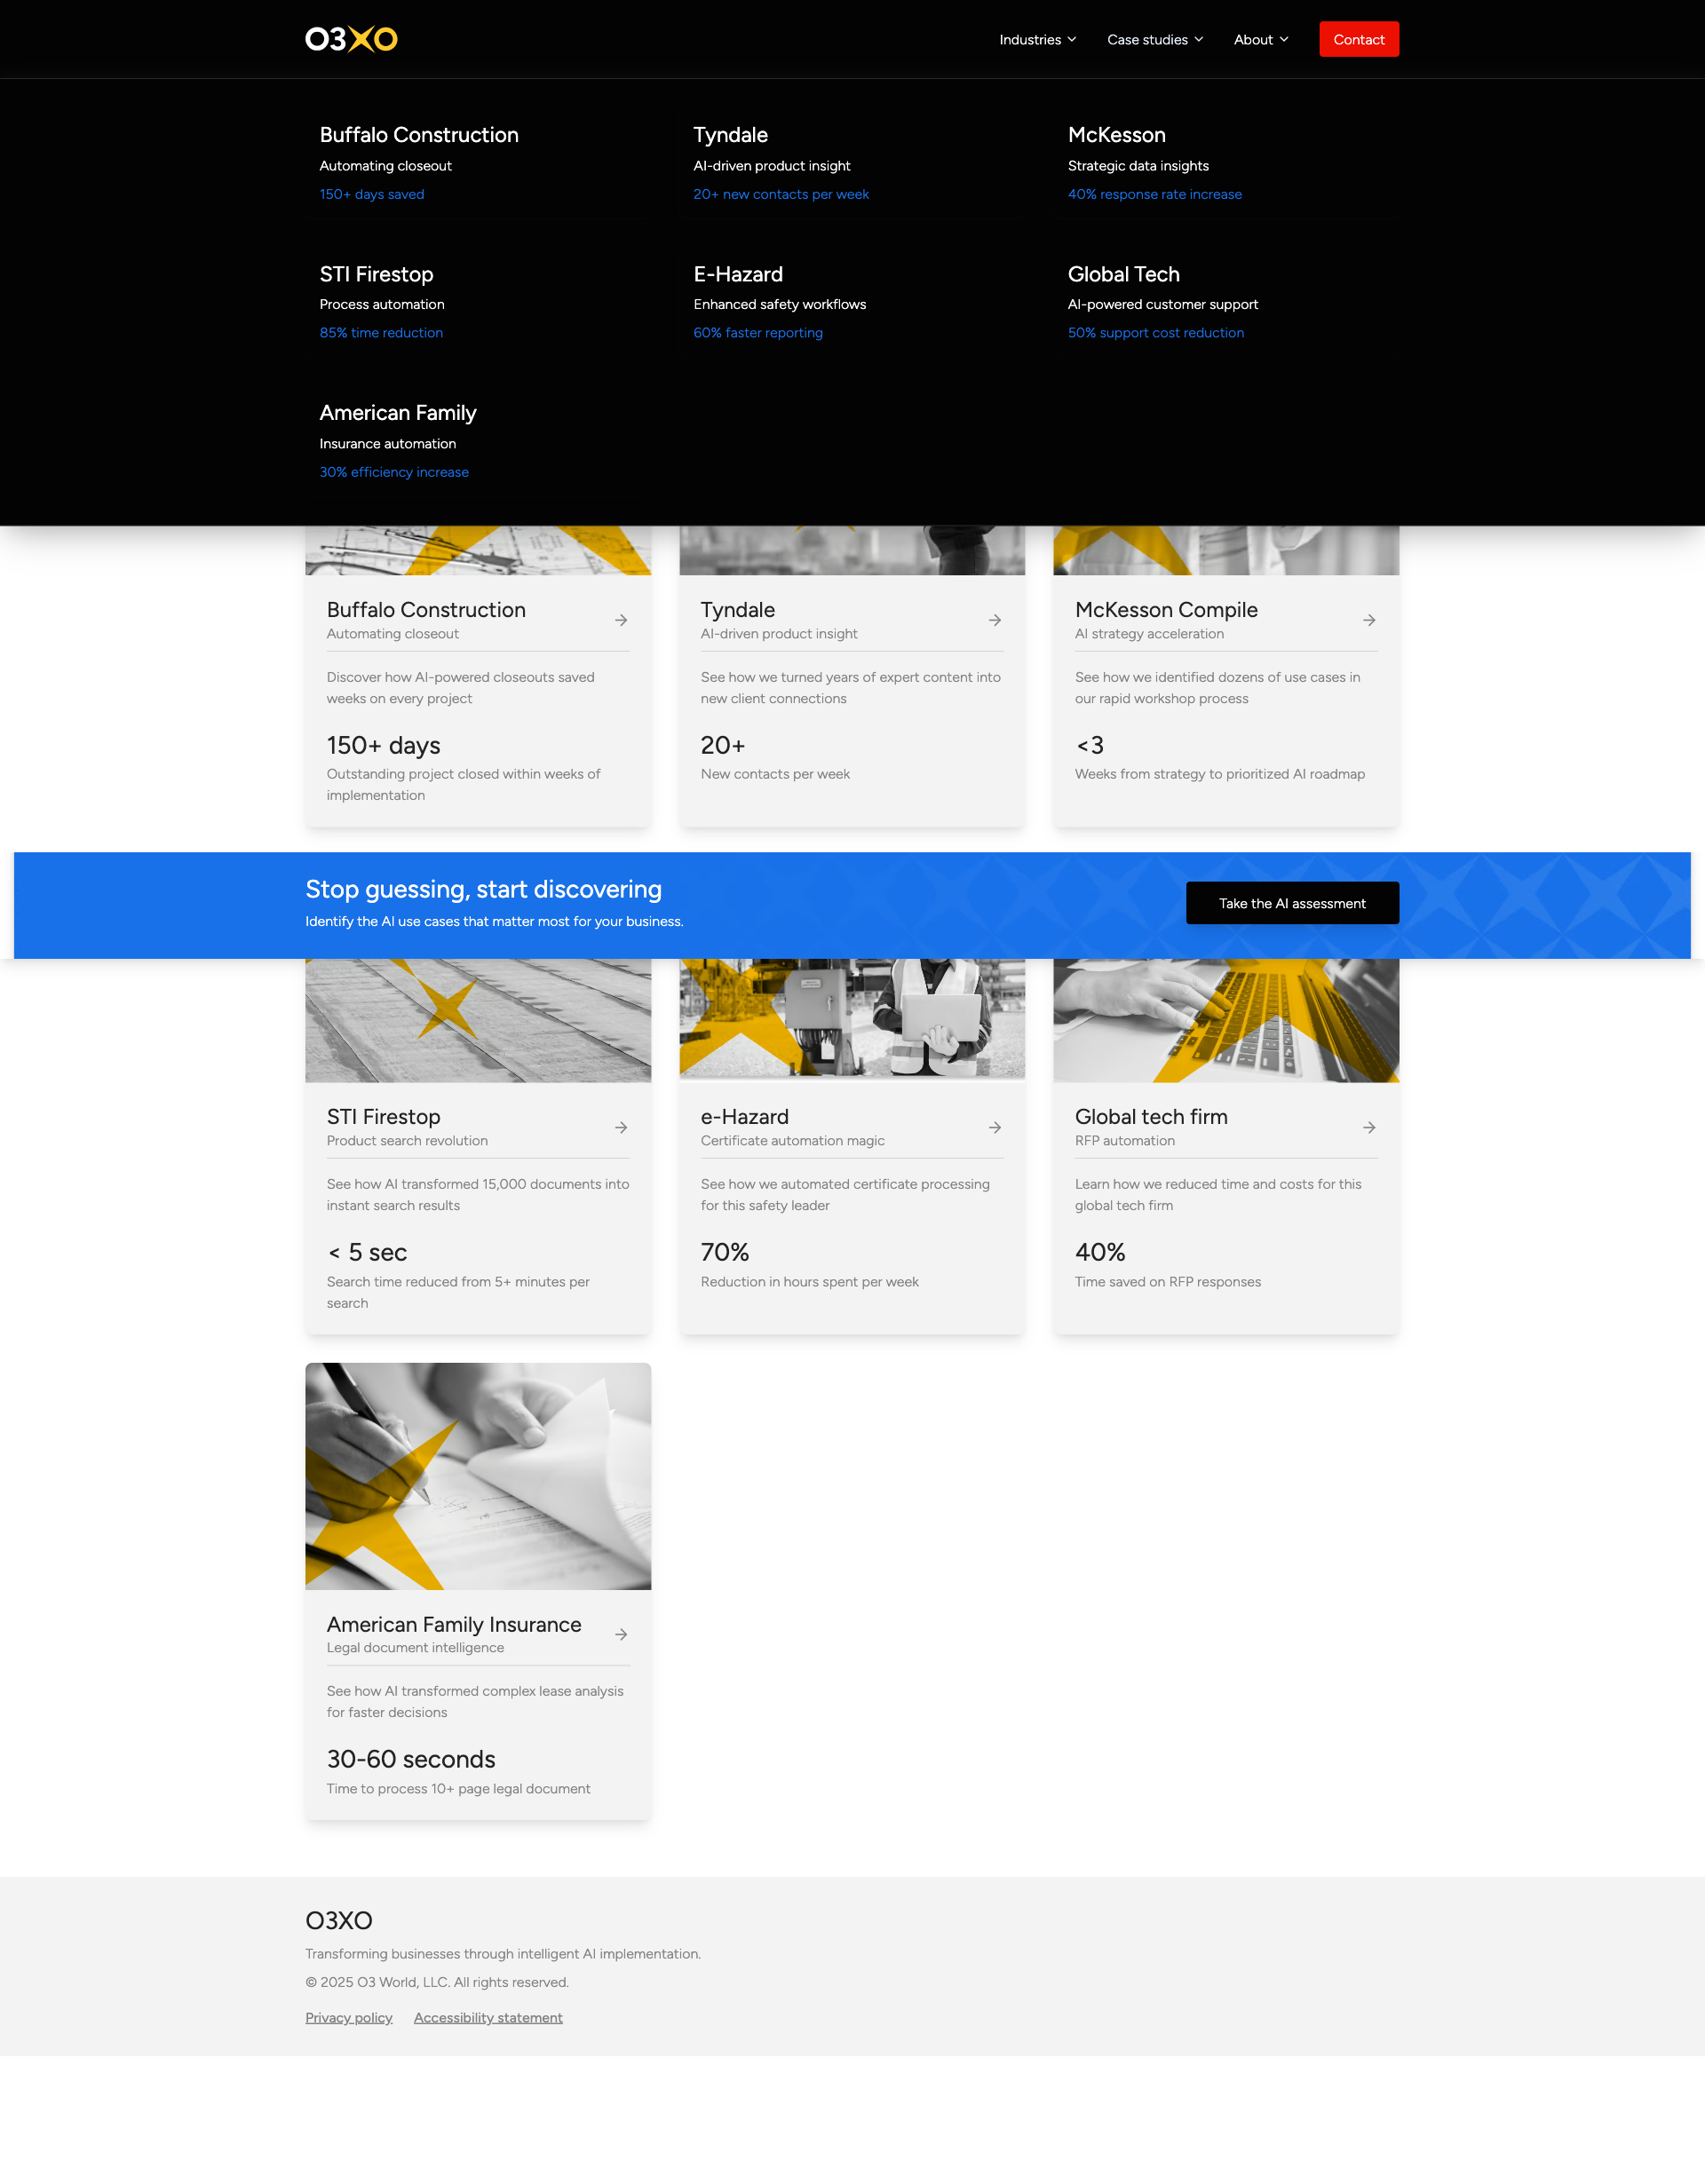 O3XO
Industries
Case studies
About
Contact
Buffalo Construction
Automating closeout
150+ days saved
Tyndale
AI-driven product insight
20+ new contacts per week
McKesson
Strategic data insights
40% response rate increase
STI Firestop
Process automation
85% time reduction
E-Hazard
Enhanced safety workflows
60% faster reporting
Global Tech
AI-powered customer support
50% support cost reduction
American Family
Insurance automation
30% efficiency increase
Buffalo Construction
Automating closeout
Discover how AI-powered closeouts saved
weeks on every project
150+ days
Outstanding project closed within weeks of
implementation
Tyndale
AI-driven product insight
See how we turned years of expert content into
new client connections
20+
New contacts per week
McKesson Compile
AI strategy acceleration
See how we identified dozens of use cases in
our rapid workshop process
<3
Weeks from strategy to prioritized AI roadmap
Stop guessing, start discovering
Identify the AI use cases that matter most for your business.
Take the AI assessment
STI Firestop
Product search revolution
See how AI transformed 15,000 documents into
instant search results
< 5 sec
Search time reduced from 5+ minutes per
search
e-Hazard
Certificate automation magic
See how we automated certificate processing
for this safety leader
70%
Reduction in hours spent per week
Global tech firm
RFP automation
Learn how we reduced time and costs for this
global tech firm
40%
Time saved on RFP responses
American Family Insurance
Legal document intelligence
See how AI transformed complex lease analysis
for faster decisions
30-60 seconds
Time to process 10+ page legal document
O3XO
Transforming businesses through intelligent AI implementation.
© 2025 O3 World, LLC. All rights reserved.
Privacy policy
Accessibility statement